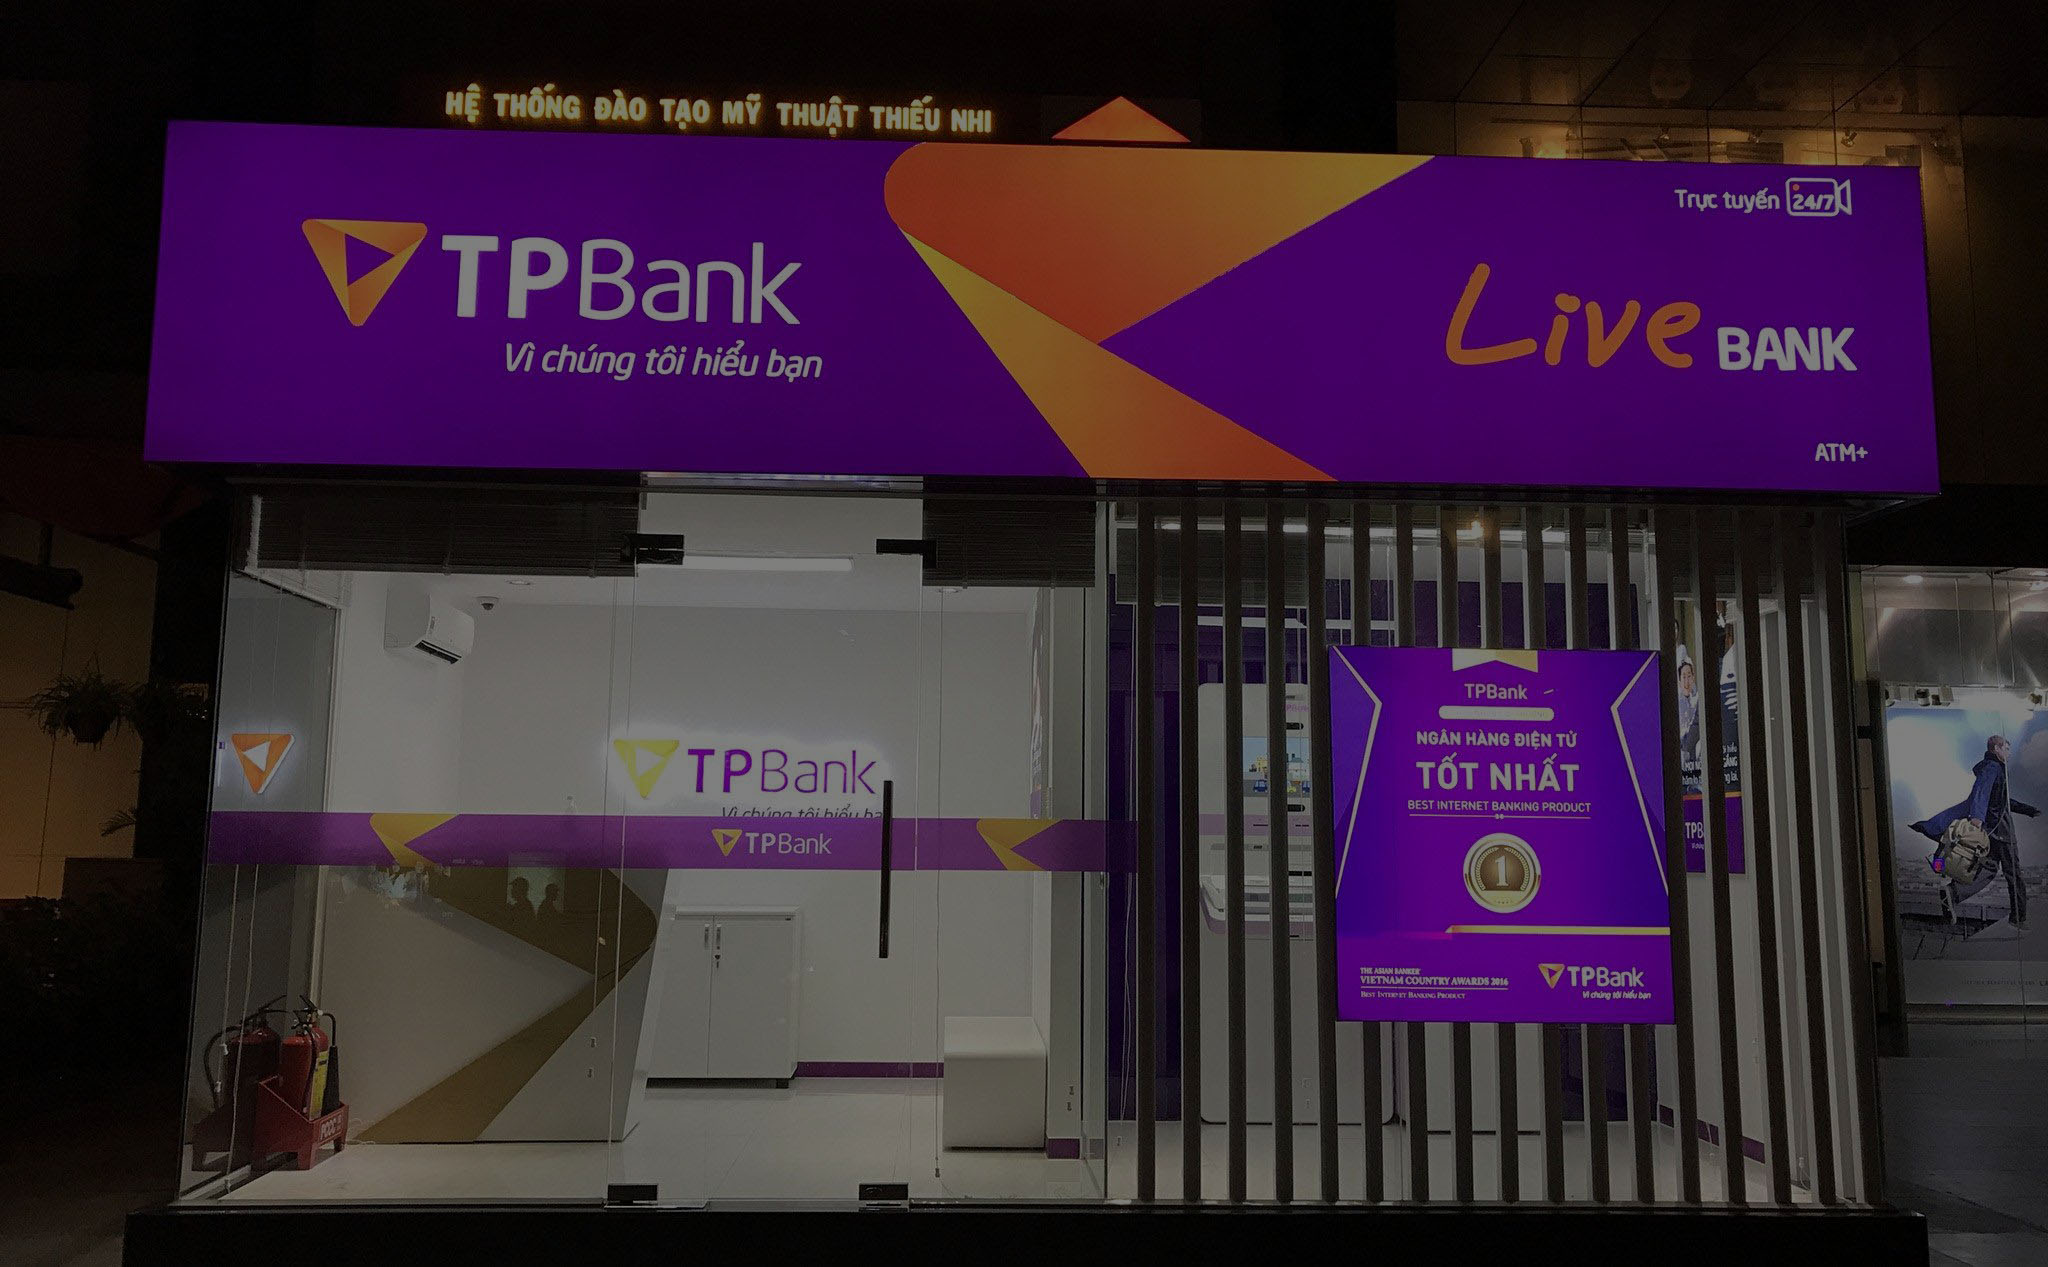 HỆ THỐNG ĐÀO TẠO MỸ THUẬT THIẾU NHI
Trực tuyến 24/7
TPBank
Vì chúng tôi hiểu bạn
Live BANK
ATM+
TPBank
Vì chúng tôi hiểu
TPBank
TPBank
NGÂN HÀNG ĐIỆN TỬ
TỐT NHẤT
BEST INTERNET BANKING PRODUCT
1
THE ASIAN BANKER
VIETNAM COUNTRY AWARDS 2016
BEST INTERNET BANKING PRODUCT
TPBank
Vì chúng tôi hiểu bạn
PCCC